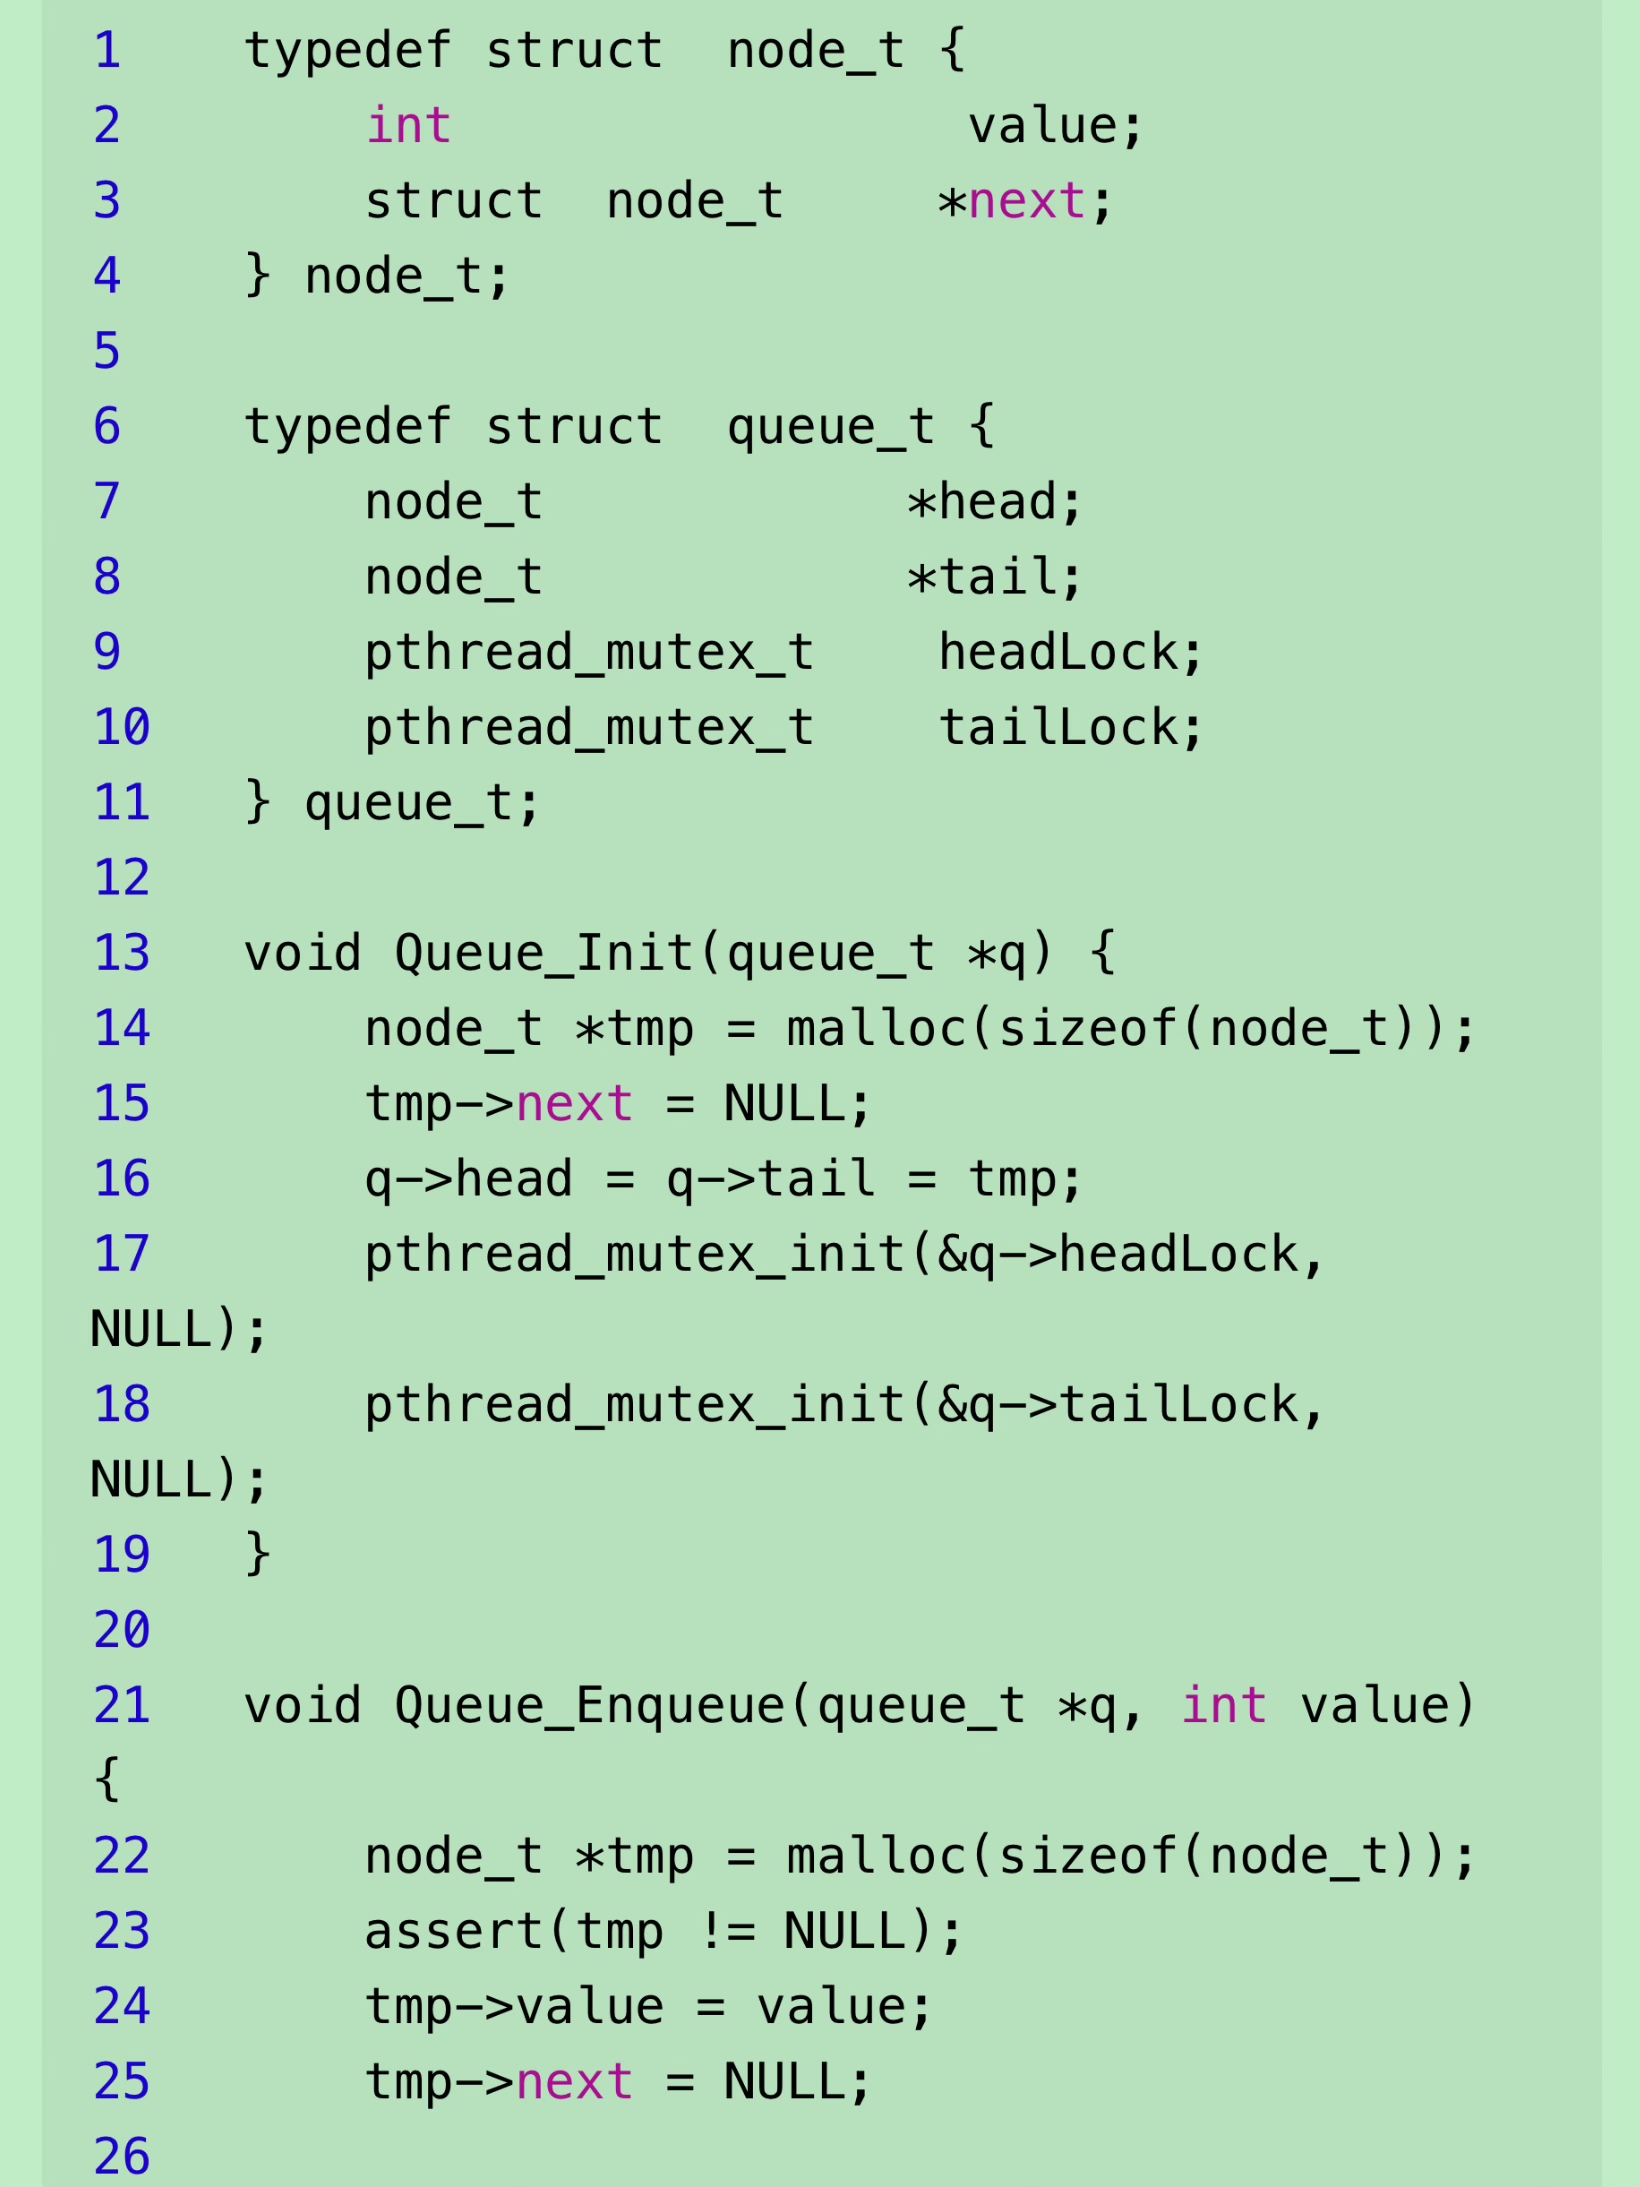 1    typedef struct  node_t {
2        int                 value;
3        struct  node_t     *next;
4    } node_t;
5
6    typedef struct  queue_t {
7        node_t            *head;
8        node_t            *tail;
9        pthread_mutex_t    headLock;
10       pthread_mutex_t    tailLock;
11   } queue_t;
12
13   void Queue_Init(queue_t *q) {
14       node_t *tmp = malloc(sizeof(node_t));
15       tmp->next = NULL;
16       q->head = q->tail = tmp;
17       pthread_mutex_init(&q->headLock,
NULL);
18       pthread_mutex_init(&q->tailLock,
NULL);
19   }
20
21   void Queue_Enqueue(queue_t *q, int value)
{
22       node_t *tmp = malloc(sizeof(node_t));
23       assert(tmp != NULL);
24       tmp->value = value;
25       tmp->next = NULL;
26